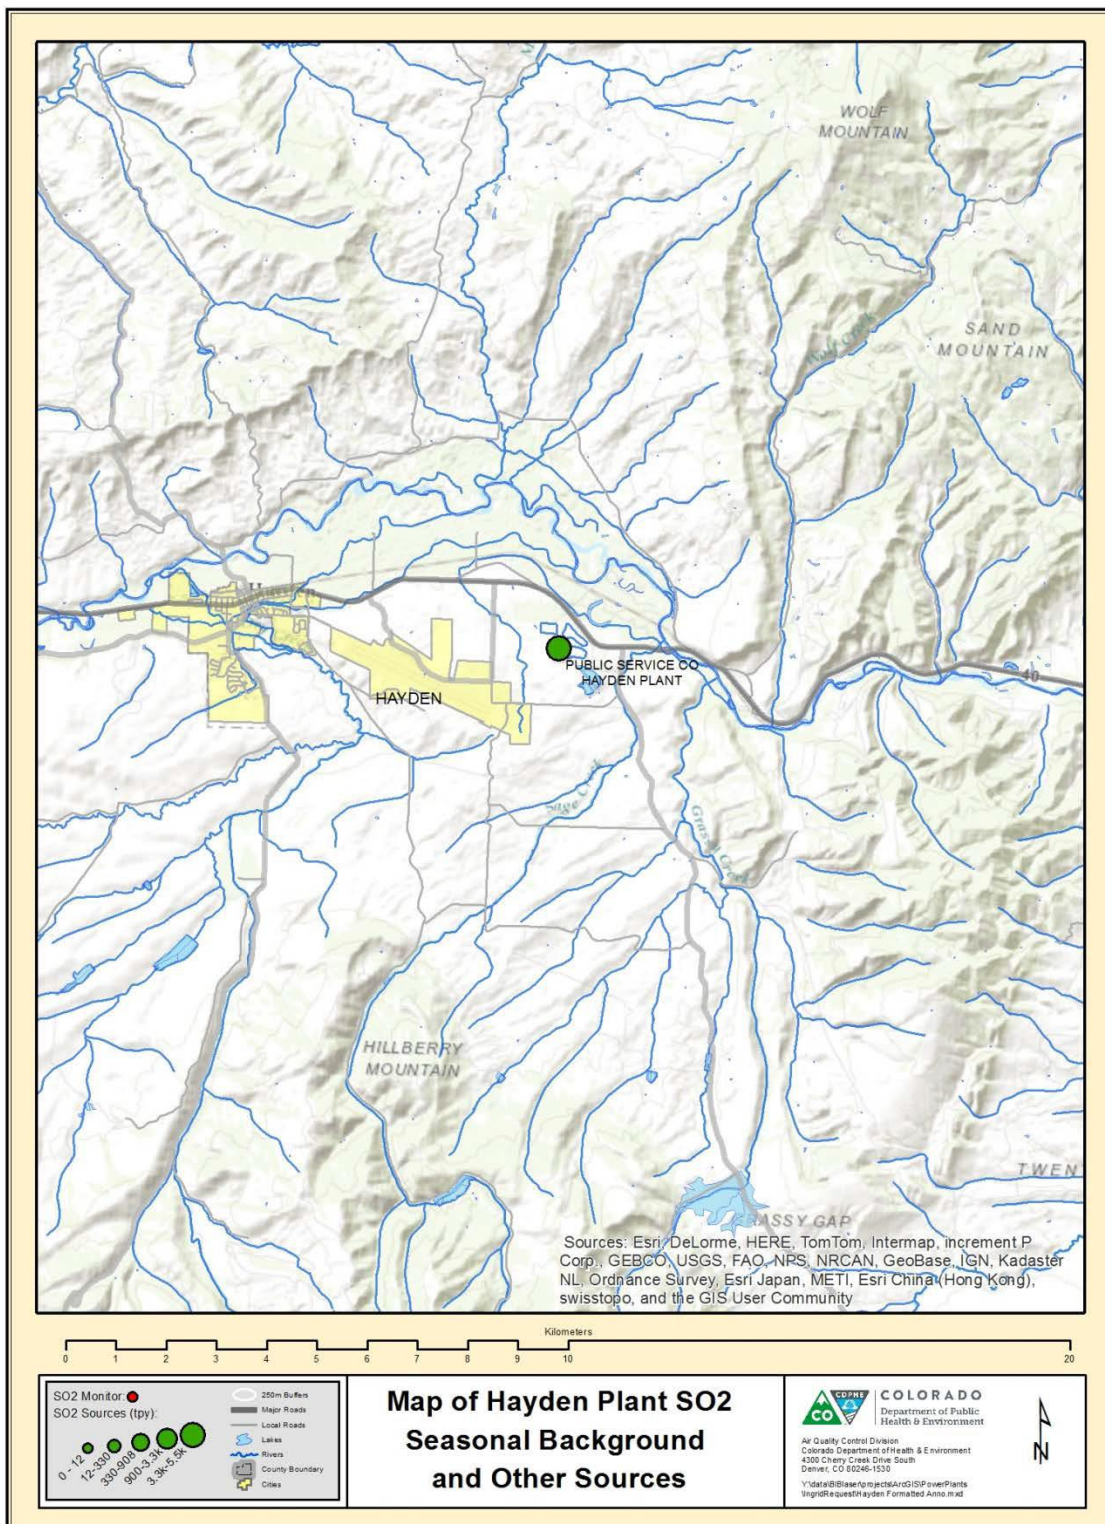 WOLF
MOUNTAIN
Wolf Creek
SAND
MOUNTAIN
PUBLIC SERVICE CO
HAYDEN PLANT
HAYDEN
40
Sage Creek
Grassy Creek
HILLBERRY
MOUNTAIN
TWEN
ASSY GAP
Sources: Esri, DeLorme, HERE, TomTom, Intermap, increment P
Corp., GEBCO, USGS, FAO, NPS, NRCAN, GeoBase, IGN, Kadaster
NL, Ordnance Survey, Esri Japan, METI, Esri China (Hong Kong),
swisstopo, and the GIS User Community
Kilometers
0 1 2 3 4 5 6 7 8 9 10 20
SO2 Monitor:
SO2 Sources (tpy):
0 - 12
12-330
330-908
900-3.3k
3.3k-5.5k
250m Buffers
Major Roads
Local Roads
Lakes
Rivers
County Boundary
Cities
Map of Hayden Plant SO2
Seasonal Background
and Other Sources
CO
CDPHE
COLORADO
Department of Public
Health & Environment
Air Quality Control Division
Colorado Department of Health & Environment
4300 Cherry Creek Drive South
Denver, CO 80246-1530
N